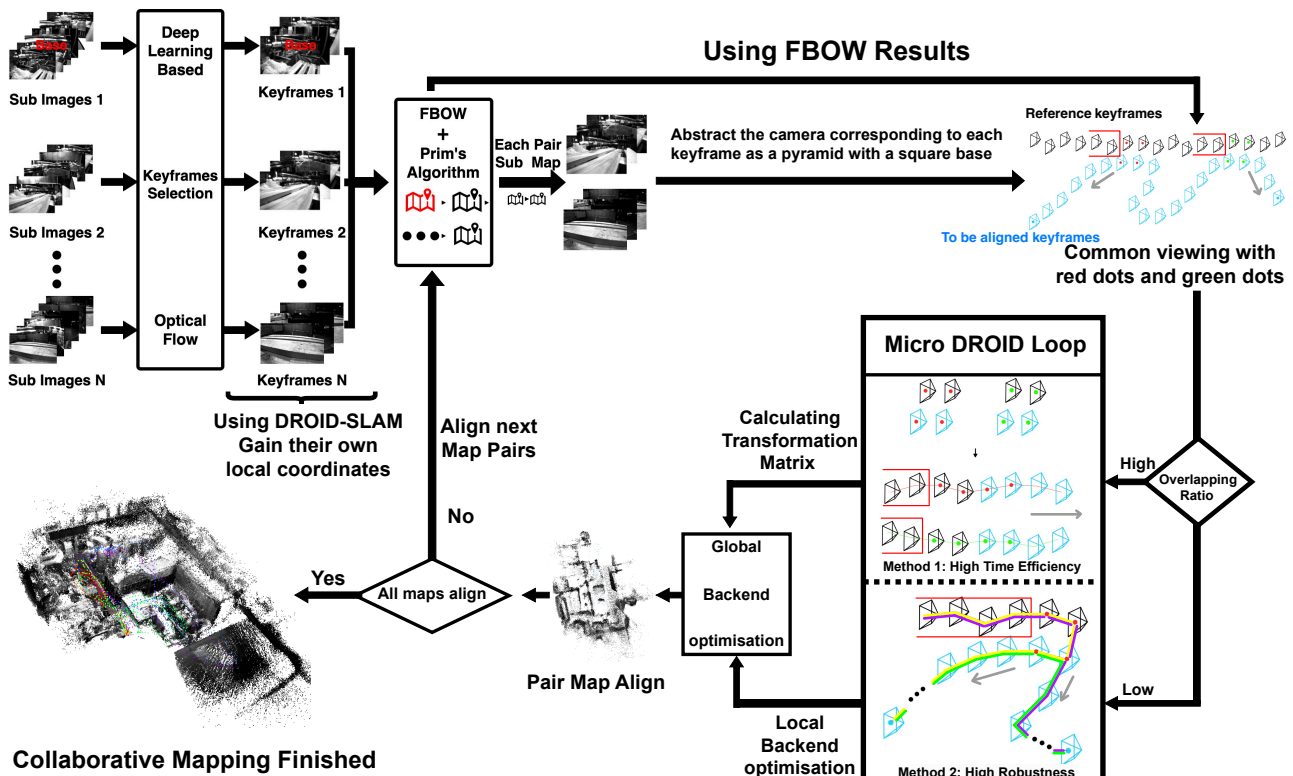 Base
Sub Images 1
Deep
Learning
Based
Keyframes 1
Sub Images 2
Keyframes
Selection
Keyframes 2
Sub Images N
Optical
Flow
Keyframes N
Using DROID-SLAM
Gain their own
local coordinates
FBOW
+
Prim's
Algorithm
Each Pair
Sub Map
Using FBOW Results
Abstract the camera corresponding to each
keyframe as a pyramid with a square base
Reference keyframes
To be aligned keyframes
Common viewing with
red dots and green dots
Overlapping
Ratio
High
Low
Micro DROID Loop
Method 1: High Time Efficiency
Method 2: High Robustness
Calculating
Transformation
Matrix
Local
Backend
optimisation
Global
Backend
optimisation
Pair Map Align
All maps align
No
Align next
Map Pairs
Yes
Collaborative Mapping Finished